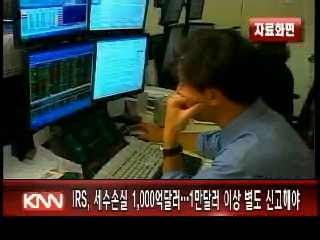 자료화면
KNN
IRS, 세수손실 1,000억달러…1만달러 이상 별도 신고해야